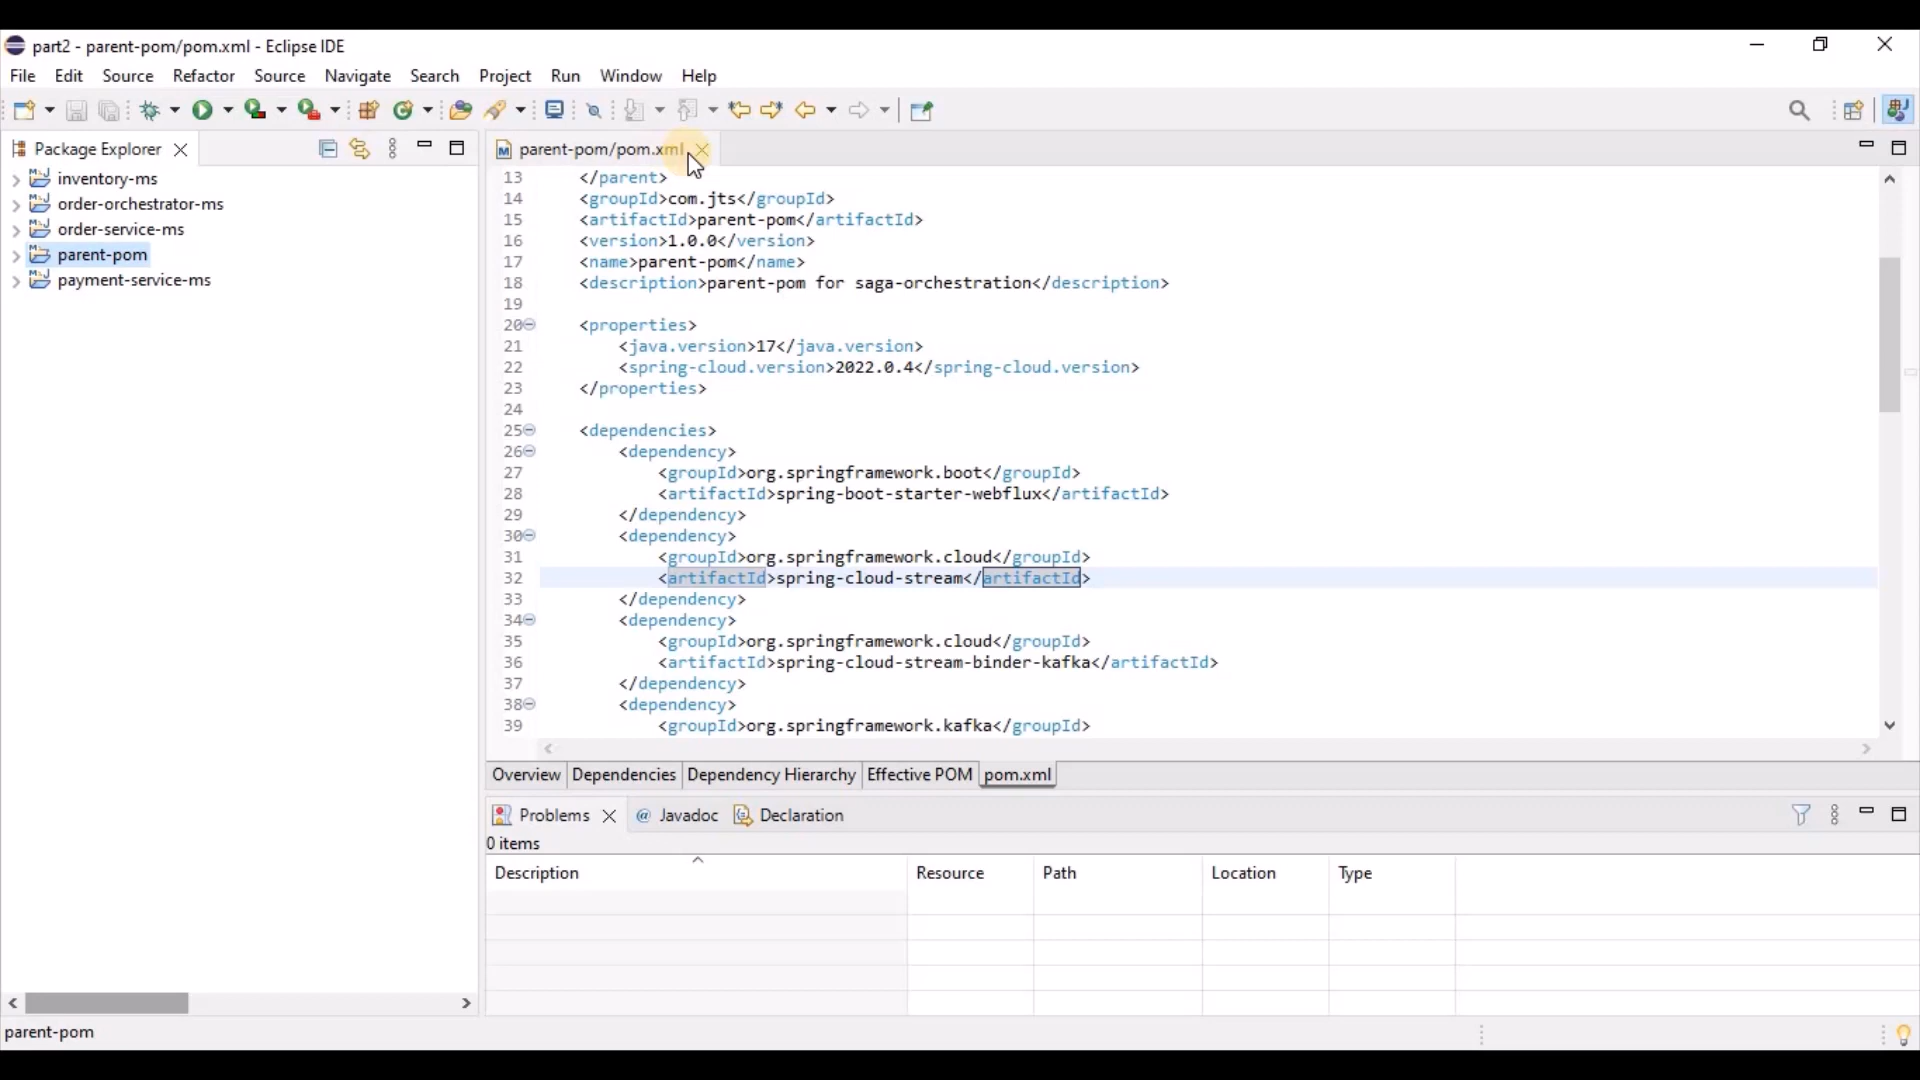 part2 - parent-pom/pom.xml - Eclipse IDE
File Edit Source Refactor Source Navigate Search Project Run Window Help
Package Explorer
inventory-ms
order-orchestrator-ms
order-service-ms
parent-pom
payment-service-ms
parent-pom/pom.xml
13 </parent>
14 <groupId>com.jts</groupId>
15 <artifactId>parent-pom</artifactId>
16 <version>1.0.0</version>
17 <name>parent-pom</name>
18 <description>parent-pom for saga-orchestration</description>
19
20 <properties>
21 <java.version>17</java.version>
22 <spring-cloud.version>2022.0.4</spring-cloud.version>
23 </properties>
24
25 <dependencies>
26 <dependency>
27 <groupId>org.springframework.boot</groupId>
28 <artifactId>spring-boot-starter-webflux</artifactId>
29 </dependency>
30 <dependency>
31 <groupId>org.springframework.cloud</groupId>
32 <artifactId>spring-cloud-stream</artifactId>
33 </dependency>
34 <dependency>
35 <groupId>org.springframework.cloud</groupId>
36 <artifactId>spring-cloud-stream-binder-kafka</artifactId>
37 </dependency>
38 <dependency>
39 <groupId>org.springframework.kafka</groupId>
Overview Dependencies Dependency Hierarchy Effective POM pom.xml
Problems @ Javadoc Declaration
0 items
Description Resource Path Location Type
parent-pom